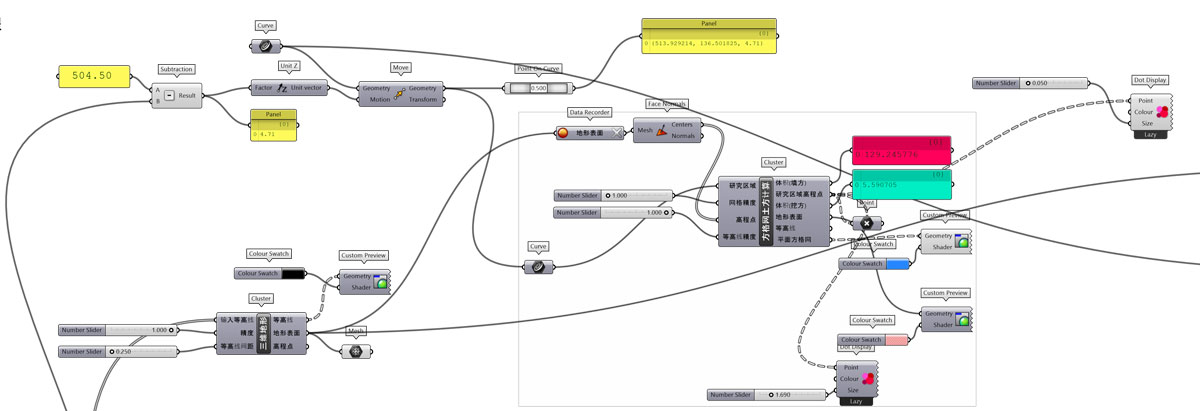 Curve
504.50
Subtraction
A
B
Result
Unit Z
Factor
Unit vector
Move
Geometry
Motion
Geometry
Transform
Point On Curve
0.500
Panel
{0}
0 {513.929214, 136.501025, 4.71}
Panel
{0}
0 4.71
Number Slider
0.050
Dot Display
Point
Colour
Size
Lazy
Data Recorder
地形表面
Face Normals
Mesh
Centers
Normals
{0}
0 129.245776
{0}
0 5.590705
Number Slider
1.000
Number Slider
1.000
Cluster
研究区域
网格精度
高程点
等高线精度
方格网土方计算
体积(填方)
研究区域高程点
体积(挖方)
地形表面
等高线
平面方格网
Point
Custom Preview
Geometry
Shader
Colour Swatch
Colour Swatch
Curve
Custom Preview
Geometry
Shader
Colour Swatch
Colour Swatch
Dot Display
Point
Colour
Size
Lazy
Number Slider
1.690
Colour Swatch
Colour Swatch
Custom Preview
Geometry
Shader
Cluster
Number Slider
1.000
Number Slider
0.250
输入等高线
精度
等高线间距
等高线
地形表面
高程点
Mesh